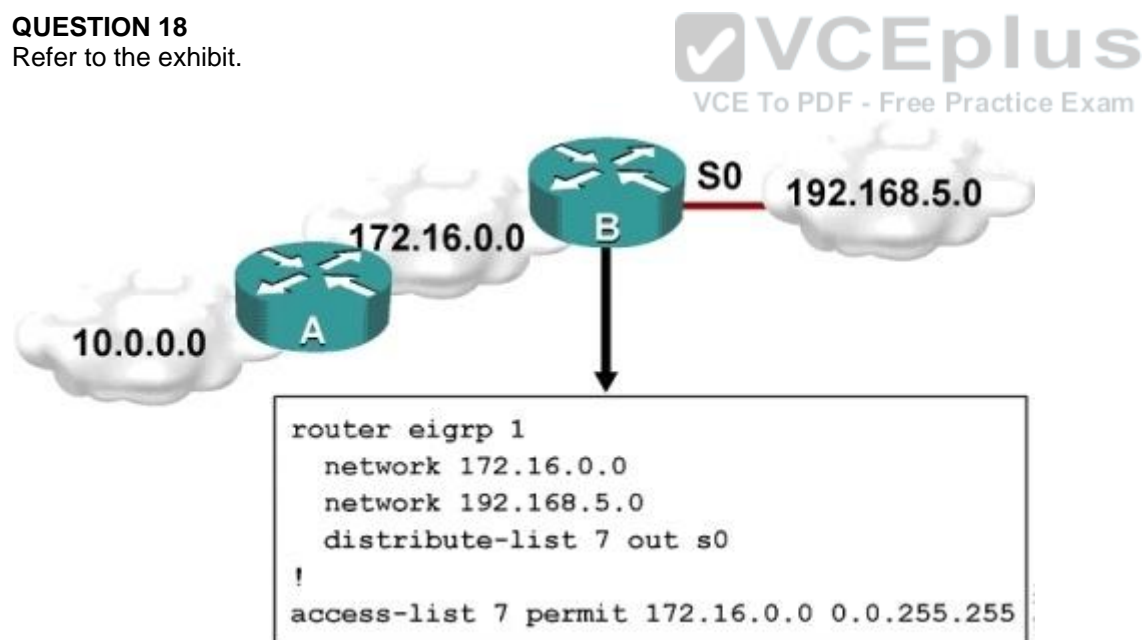 QUESTION 18
Refer to the exhibit.
VCEplus
VCE To PDF - Free Practice Exam
B
S0
192.168.5.0
172.16.0.0
A
10.0.0.0
router eigrp 1
network 172.16.0.0
network 192.168.5.0
distribute-list 7 out s0
!
access-list 7 permit 172.16.0.0 0.0.255.255